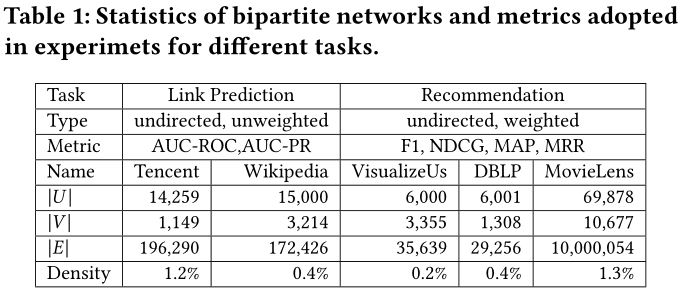 Table 1: Statistics of bipartite networks and metrics adopted
in experimets for different tasks.
Task Link Prediction Recommendation
Type undirected, unweighted undirected, weighted
Metric AUC-ROC,AUC-PR F1, NDCG, MAP, MRR
Name Tencent Wikipedia VisualizeUs DBLP MovieLens
|U| 14,259 15,000 6,000 6,001 69,878
|V| 1,149 3,214 3,355 1,308 10,677
|E| 196,290 172,426 35,639 29,256 10,000,054
Density 1.2% 0.4% 0.2% 0.4% 1.3%